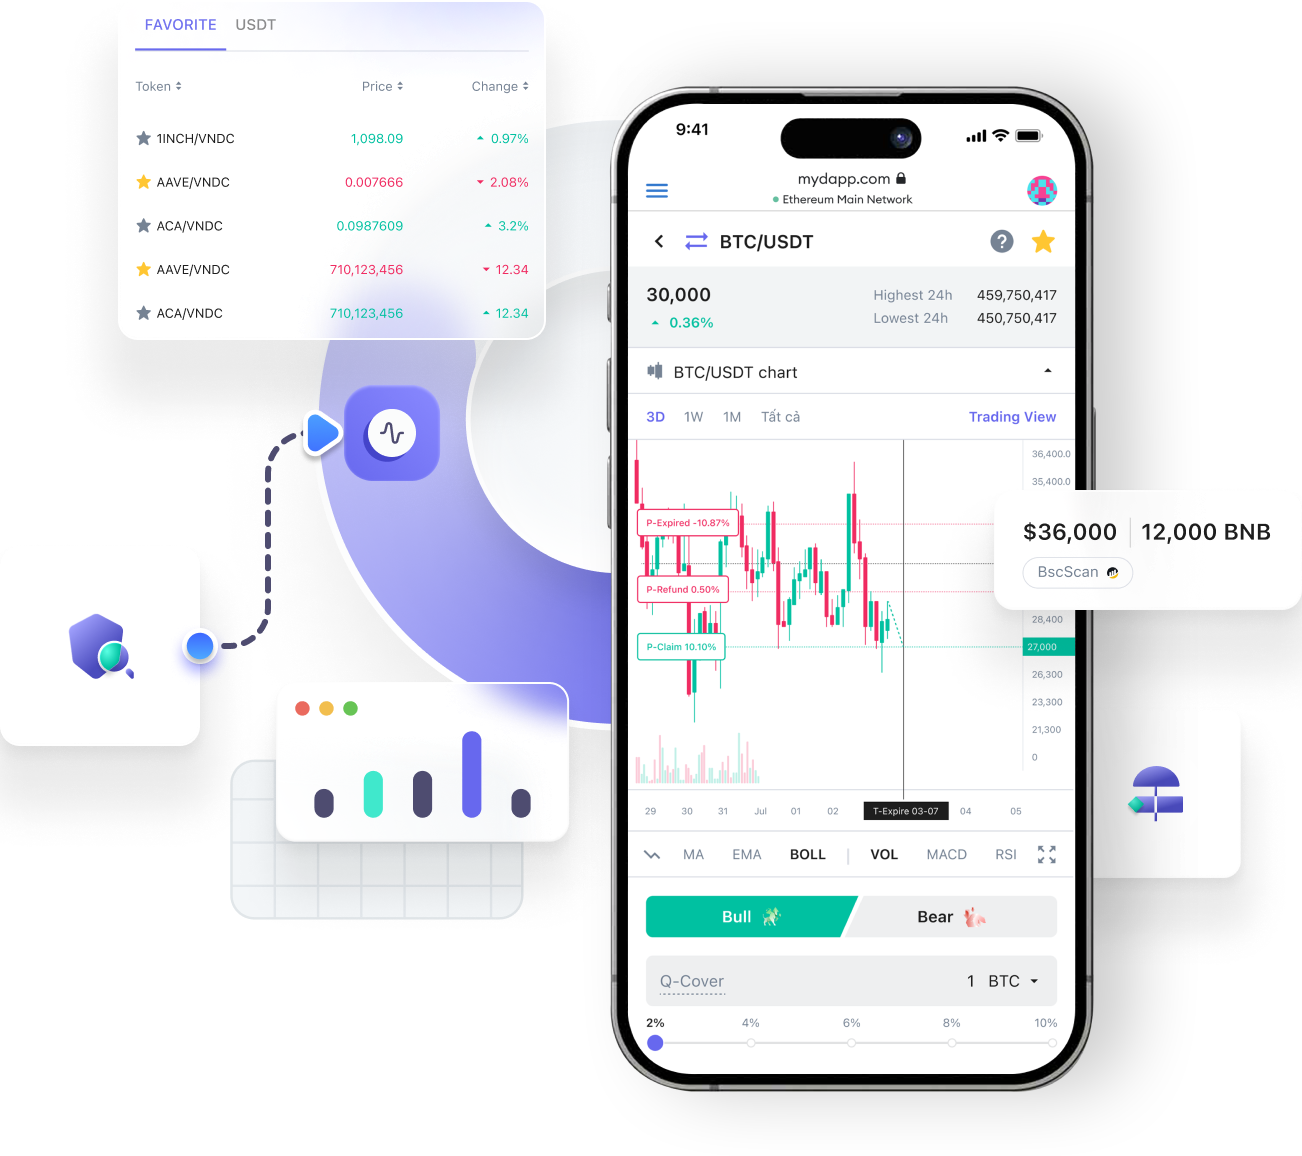 FAVORITE USDT
Token Price Change
1INCH/VNDC 1,098.09 0.97%
AAVE/VNDC 0.007666 2.08%
ACA/VNDC 0.0987609 3.2%
AAVE/VNDC 710,123,456 12.34
ACA/VNDC 710,123,456 12.34
9:41
mydapp.com
Ethereum Main Network
BTC/USDT ?
30,000 Highest 24h 459,750,417
0.36% Lowest 24h 450,750,417
BTC/USDT chart
3D 1W 1M Tất cả Trading View
36,400.0
35,400.0
P-Expired -10.87%
P-Refund 0.50%
P-Claim 10.10%
$36,000 12,000 BNB
BscScan
28,400
27,000
26,300
23,300
21,300
0
29 30 31 Jul 01 02 T-Expire 03-07 04 05
MA EMA BOLL VOL MACD RSI
Bull Bear
Q-Cover 1 BTC
2% 4% 6% 8% 10%